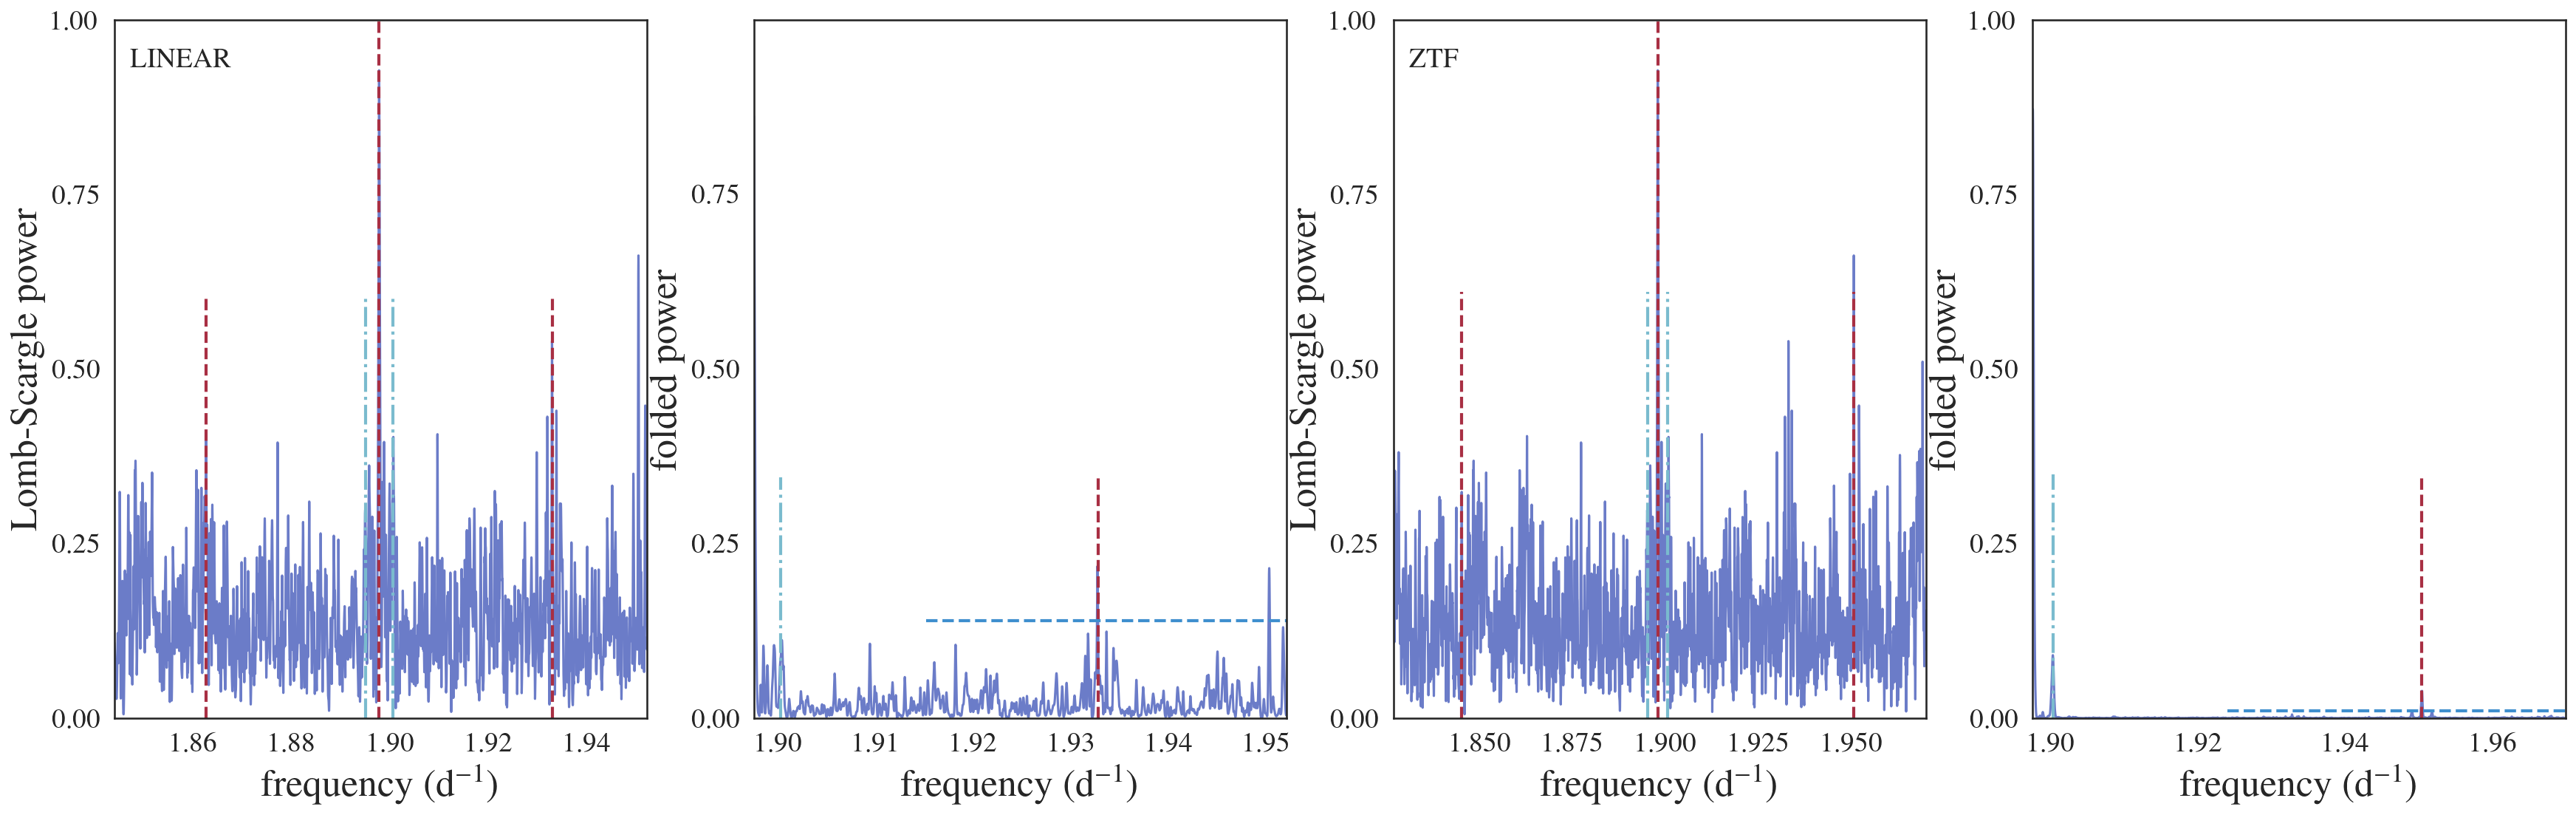 LINEAR
Lomb-Scargle power
1.00
0.75
0.50
0.25
0.00
1.86 1.88 1.90 1.92 1.94
frequency (d⁻¹)
folded power
0.75
0.50
0.25
0.00
1.90 1.91 1.92 1.93 1.94 1.95
frequency (d⁻¹)
ZTF
Lomb-Scargle power
1.00
0.75
0.50
0.25
0.00
1.850 1.875 1.900 1.925 1.950
frequency (d⁻¹)
folded power
1.00
0.75
0.50
0.25
0.00
1.90 1.92 1.94 1.96
frequency (d⁻¹)